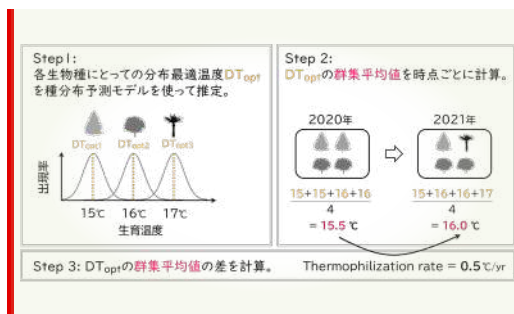 Step1:
各生物種にとっての分布最適温度DTopt
を種分布予測モデルを使って推定。
DTopt1 DTopt2 DTopt3
出現率
15℃ 16℃ 17℃
生育温度
Step 2:
DToptの群集平均値を時点ごとに計算。
2020年 2021年
15+15+16+16 15+16+16+17
4 4
= 15.5 ℃ = 16.0 ℃
Step 3: DToptの群集平均値の差を計算。 Thermophilization rate = 0.5℃/yr